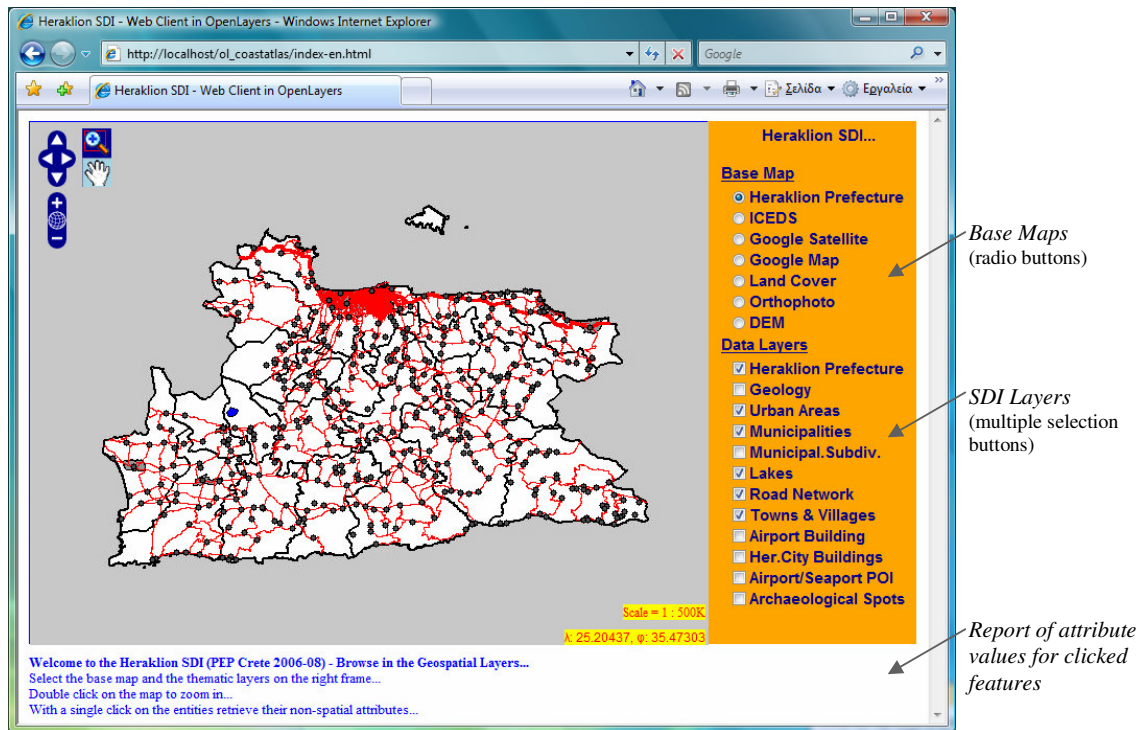 Heraklion SDI - Web Client in OpenLayers - Windows Internet Explorer
http://localhost/ol_coastatlas/index-en.html
Google
Heraklion SDI - Web Client in OpenLayers
Σελίδα
Εργαλεία
Heraklion SDI...
Base Map
Heraklion Prefecture
ICEDS
Google Satellite
Google Map
Land Cover
Orthophoto
DEM
Data Layers
Heraklion Prefecture
Geology
Urban Areas
Municipalities
Municipal.Subdiv.
Lakes
Road Network
Towns & Villages
Airport Building
Her.City Buildings
Airport/Seaport POI
Archaeological Spots
Scale = 1 : 500K
λ: 25.20437, φ: 35.47303
Welcome to the Heraklion SDI (PEP Crete 2006-08) - Browse in the Geospatial Layers...
Select the base map and the thematic layers on the right frame...
Double click on the map to zoom in...
With a single click on the entities retrieve their non-spatial attributes...
Base Maps
(radio buttons)
SDI Layers
(multiple selection
buttons)
Report of attribute
values for clicked
features